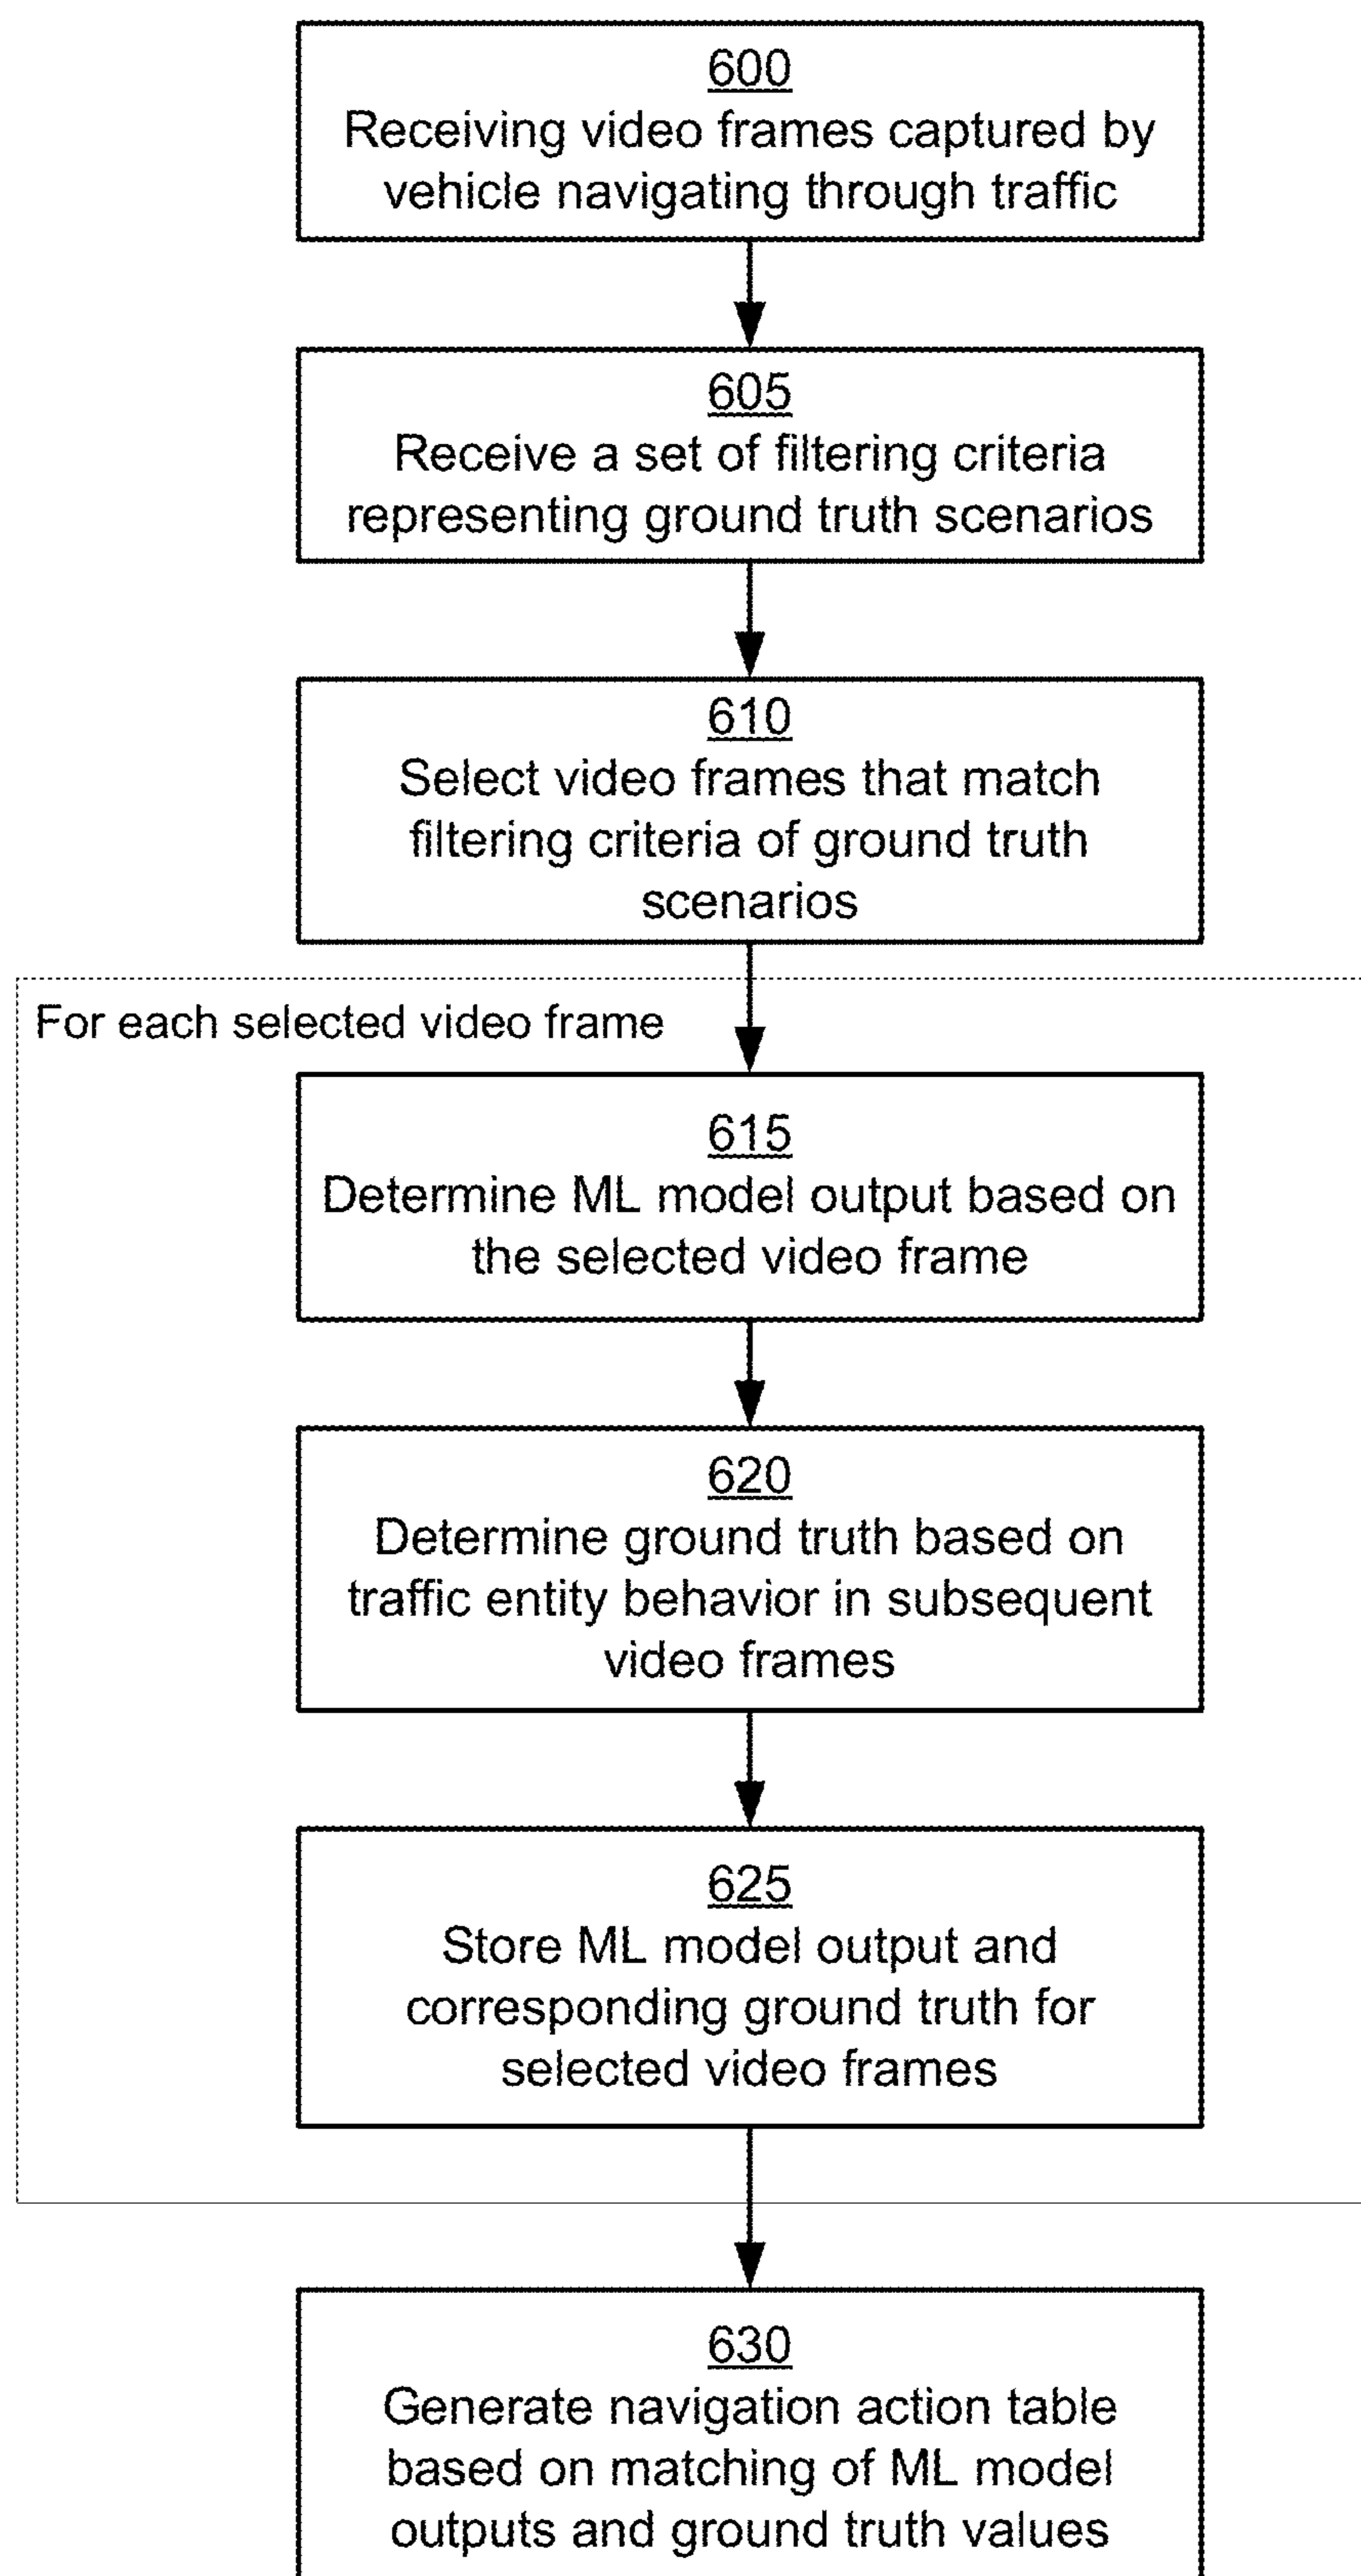 600
Receiving video frames captured by
vehicle navigating through traffic
605
Receive a set of filtering criteria
representing ground truth scenarios
610
Select video frames that match
filtering criteria of ground truth
scenarios
For each selected video frame
615
Determine ML model output based on
the selected video frame
620
Determine ground truth based on
traffic entity behavior in subsequent
video frames
625
Store ML model output and
corresponding ground truth for
selected video frames
630
Generate navigation action table
based on matching of ML model
outputs and ground truth values